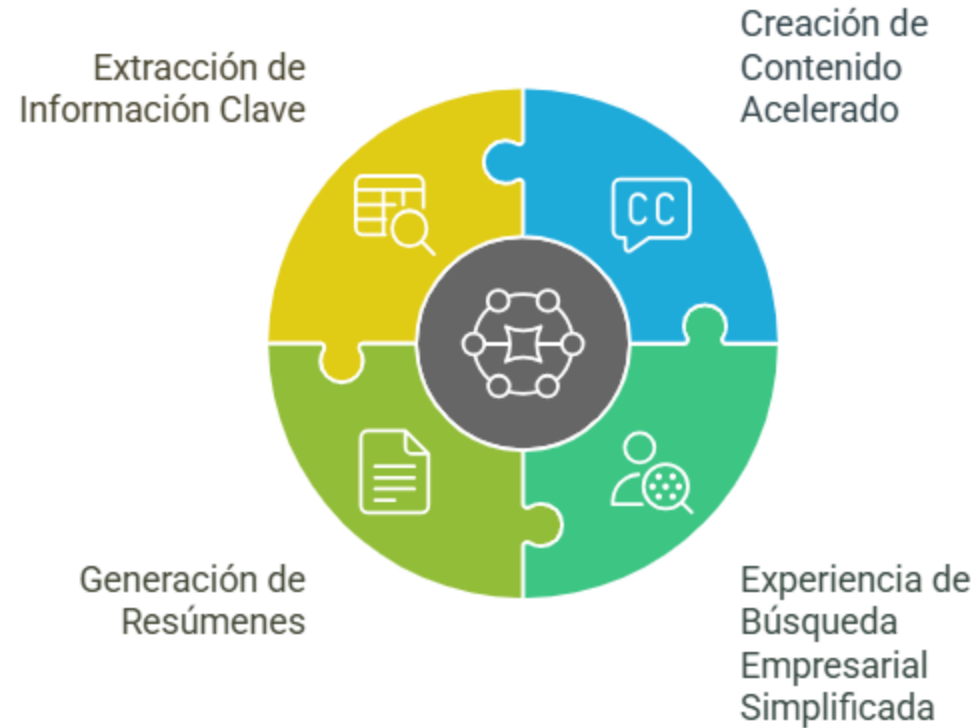 Extracción de
Información Clave
Creación de
Contenido
Acelerado
CC
Generación de
Resúmenes
Experiencia de
Búsqueda
Empresarial
Simplificada